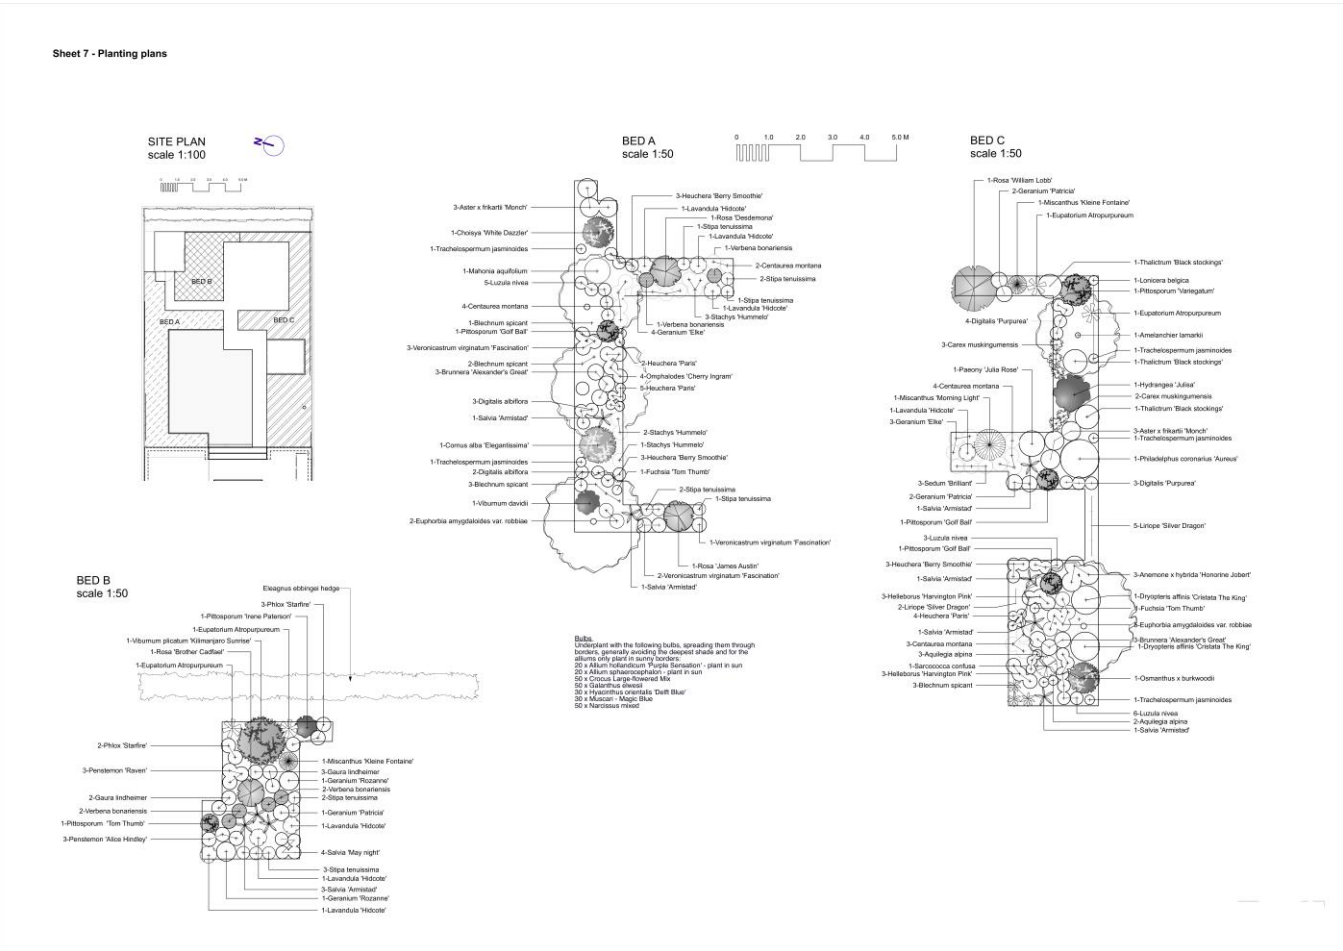 Sheet 7 - Planting plans
SITE PLAN
scale 1:100
N
BED A
BED B
BED C
BED A
scale 1:50
0 1.0 2.0 3.0 4.0 5.0 M
3-Aster x frikartii 'Monch'
1-Choisya 'White Dazzler'
1-Trachelospermum jasminoides
1-Mahonia aquifolium
5-Luzula nivea
4-Centaurea montana
1-Blechnum spicant
1-Pittosporum 'Golf Ball'
3-Veronicastrum virginatum 'Fascination'
2-Blechnum spicant
3-Brunnera 'Alexander's Great'
3-Digitalis albiflora
1-Salvia 'Armistad'
1-Cornus alba 'Elegantissima'
1-Trachelospermum jasminoides
2-Digitalis albiflora
3-Blechnum spicant
1-Viburnum davidii
2-Euphorbia amygdaloides var. robbiae
3-Heuchera 'Berry Smoothie'
1-Lavandula 'Hidcote'
1-Rosa 'Desdemona'
1-Stipa tenuissima
1-Lavandula 'Hidcote'
1-Verbena bonariensis
2-Centaurea montana
2-Stipa tenuissima
1-Stipa tenuissima
1-Lavandula 'Hidcote'
3-Stachys 'Hummelo'
1-Verbena bonariensis
4-Geranium 'Elke'
2-Heuchera 'Paris'
4-Omphalodes 'Cherry Ingram'
5-Heuchera 'Paris'
2-Stachys 'Hummelo'
1-Stachys 'Hummelo'
3-Heuchera 'Berry Smoothie'
1-Fuchsia 'Tom Thumb'
2-Stipa tenuissima
1-Stipa tenuissima
1-Veronicastrum virginatum 'Fascination'
1-Rosa 'James Austin'
2-Veronicastrum virginatum 'Fascination'
1-Salvia 'Armistad'
BED C
scale 1:50
1-Rosa 'William Lobb'
2-Geranium 'Patricia'
1-Miscanthus 'Kleine Fontaine'
1-Eupatorium Atropurpureum
4-Digitalis 'Purpurea'
3-Carex muskingumensis
1-Paeony 'Julia Rose'
4-Centaurea montana
1-Miscanthus 'Morning Light'
1-Lavandula 'Hidcote'
3-Geranium 'Elke'
3-Sedum 'Brilliant'
2-Geranium 'Patricia'
1-Salvia 'Armistad'
1-Pittosporum 'Golf Ball'
3-Luzula nivea
1-Pittosporum 'Golf Ball'
3-Heuchera 'Berry Smoothie'
1-Salvia 'Armistad'
3-Helleborus 'Harvington Pink'
2-Liriope 'Silver Dragon'
4-Heuchera 'Paris'
1-Salvia 'Armistad'
3-Centaurea montana
3-Aquilegia alpina
1-Sarcococca confusa
3-Helleborus 'Harvington Pink'
3-Blechnum spicant
1-Thalictrum 'Black stockings'
1-Lonicera belgica
1-Pittosporum 'Variegatum'
1-Eupatorium Atropurpureum
1-Amelanchier lamarkii
1-Trachelospermum jasminoides
1-Thalictrum 'Black stockings'
1-Hydrangea 'Julisa'
2-Carex muskingumensis
1-Thalictrum 'Black stockings'
3-Aster x frikartii 'Monch'
1-Trachelospermum jasminoides
1-Philadelphus coronarius 'Aureus'
3-Digitalis 'Purpurea'
5-Liriope 'Silver Dragon'
3-Anemone x hybrida 'Honorine Jobert'
1-Dryopteris affinis 'Cristata The King'
1-Fuchsia 'Tom Thumb'
5-Euphorbia amygdaloides var. robbiae
3-Brunnera 'Alexander's Great'
1-Dryopteris affinis 'Cristata The King'
1-Osmanthus x burkwoodii
1-Trachelospermum jasminoides
6-Luzula nivea
2-Aquilegia alpina
1-Salvia 'Armistad'
BED B
scale 1:50
Eleagnus ebbingei hedge
3-Phlox 'Starfire'
1-Pittosporum 'Irene Paterson'
1-Eupatorium Atropurpureum
1-Viburnum plicatum 'Kilimanjaro Sunrise'
1-Rosa 'Brother Cadfael'
1-Eupatorium Atropurpureum
2-Phlox 'Starfire'
3-Penstemon 'Raven'
2-Gaura lindheimer
2-Verbena bonariensis
1-Pittosporum 'Tom Thumb'
3-Penstemon 'Alice Hindley'
1-Miscanthus 'Kleine Fontaine'
3-Gaura lindheimer
1-Geranium 'Rozanne'
2-Verbena bonariensis
2-Stipa tenuissima
1-Geranium 'Patricia'
1-Lavandula 'Hidcote'
4-Salvia 'May night'
3-Stipa tenuissima
1-Lavandula 'Hidcote'
3-Salvia 'Armistad'
1-Geranium 'Rozanne'
1-Lavandula 'Hidcote'
Bulbs.
Underplant with the following bulbs, spreading them through
borders, generally avoiding the deepest shade and for the
alliums only plant in sunny borders:
20 x Allium hollandicum 'Purple Sensation' - plant in sun
20 x Allium sphaerocephalon - plant in sun
50 x Crocus Large-flowered Mix
50 x Galanthus elwesii
30 x Hyacinthus orientalis 'Delft Blue'
30 x Muscari - Magic Blue
50 x Narcissus mixed